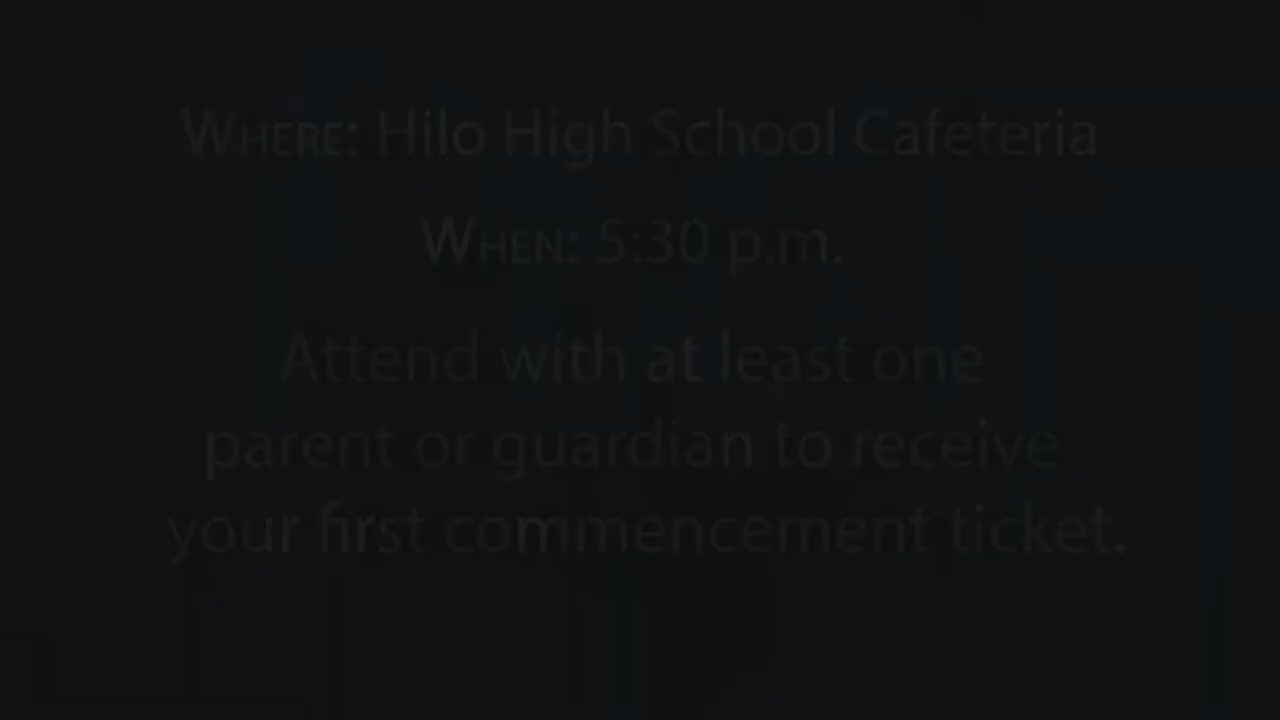 WHERE: Hilo High School Cafeteria
WHEN: 5:30 p.m.
Attend with at least one
parent or guardian to receive
your first commencement ticket.